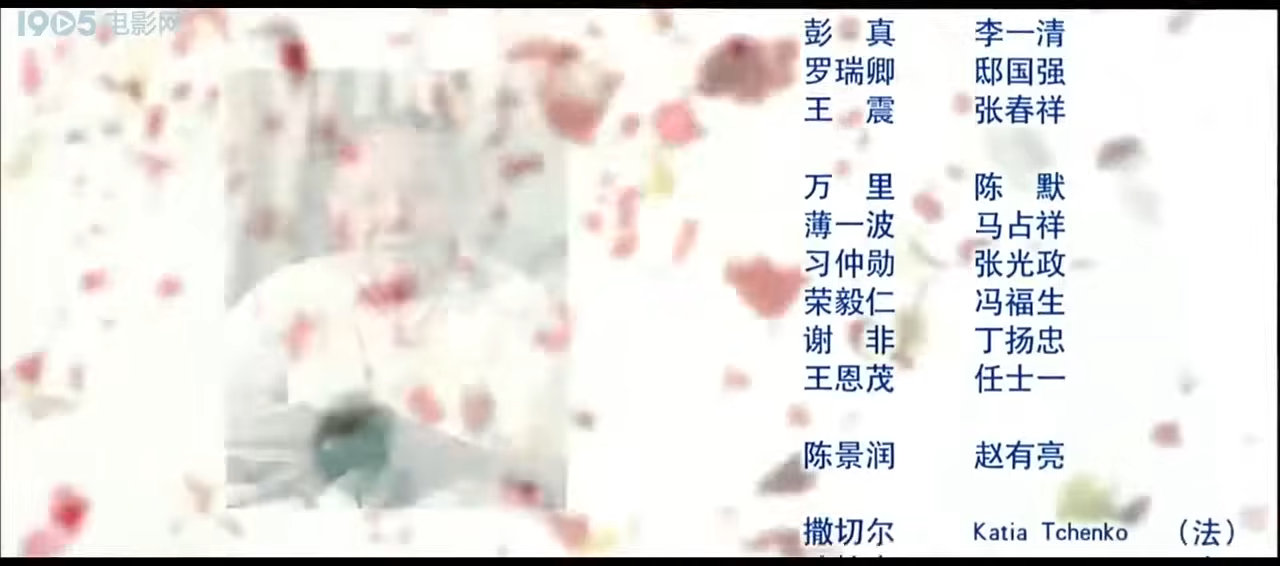 1905电影网
彭 真 李一清
罗瑞卿 邸国强
王 震 张春祥
万 里 陈 默
薄一波 马占祥
习仲勋 张光政
荣毅仁 冯福生
谢 非 丁扬忠
王恩茂 任士一
陈景润 赵有亮
撒切尔 Katia Tchenko (法)